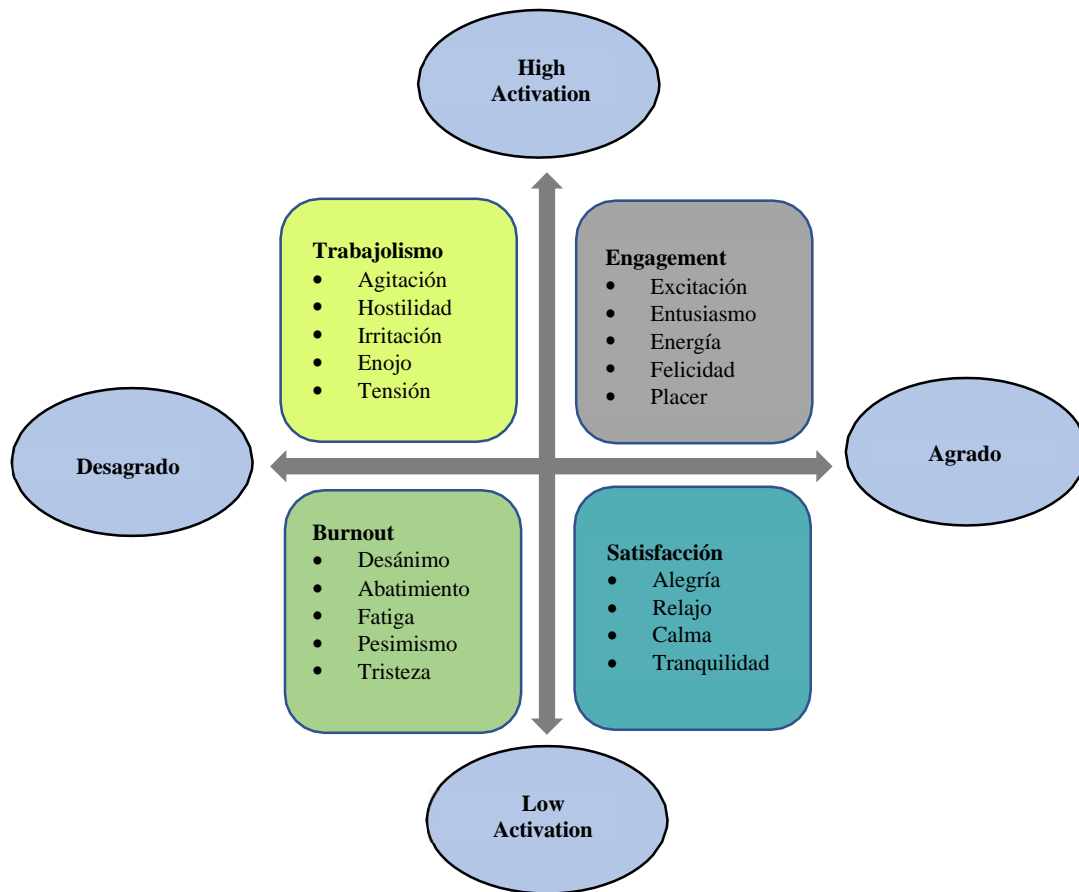 High
Activation
Trabajolismo
• Agitación
• Hostilidad
• Irritación
• Enojo
• Tensión
Engagement
• Excitación
• Entusiasmo
• Energía
• Felicidad
• Placer
Desagrado
Agrado
Burnout
• Desánimo
• Abatimiento
• Fatiga
• Pesimismo
• Tristeza
Satisfacción
• Alegría
• Relajo
• Calma
• Tranquilidad
Low
Activation